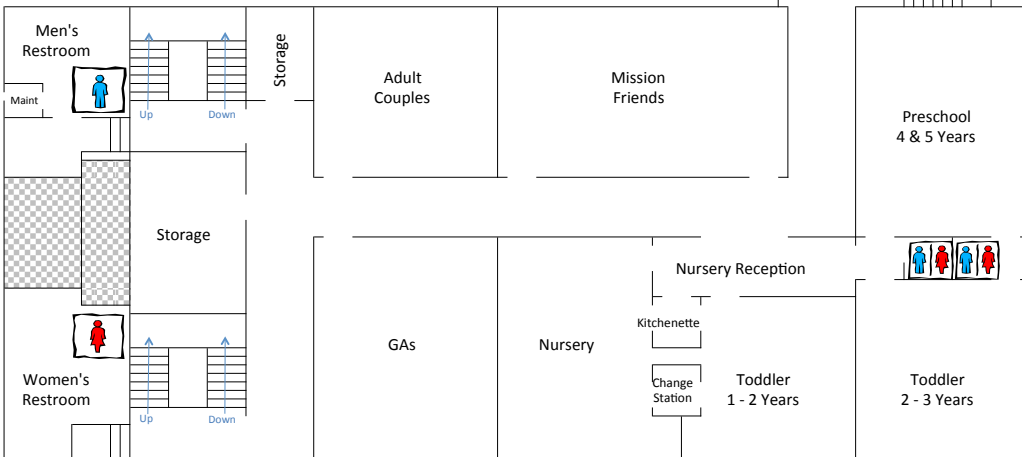 Men's
Restroom
Maint
Up
Down
Storage
Adult
Couples
Mission
Friends
Preschool
4 & 5 Years
Storage
Nursery Reception
Women's
Restroom
Up
Down
GAs
Nursery
Kitchenette
Change
Station
Toddler
1 - 2 Years
Toddler
2 - 3 Years